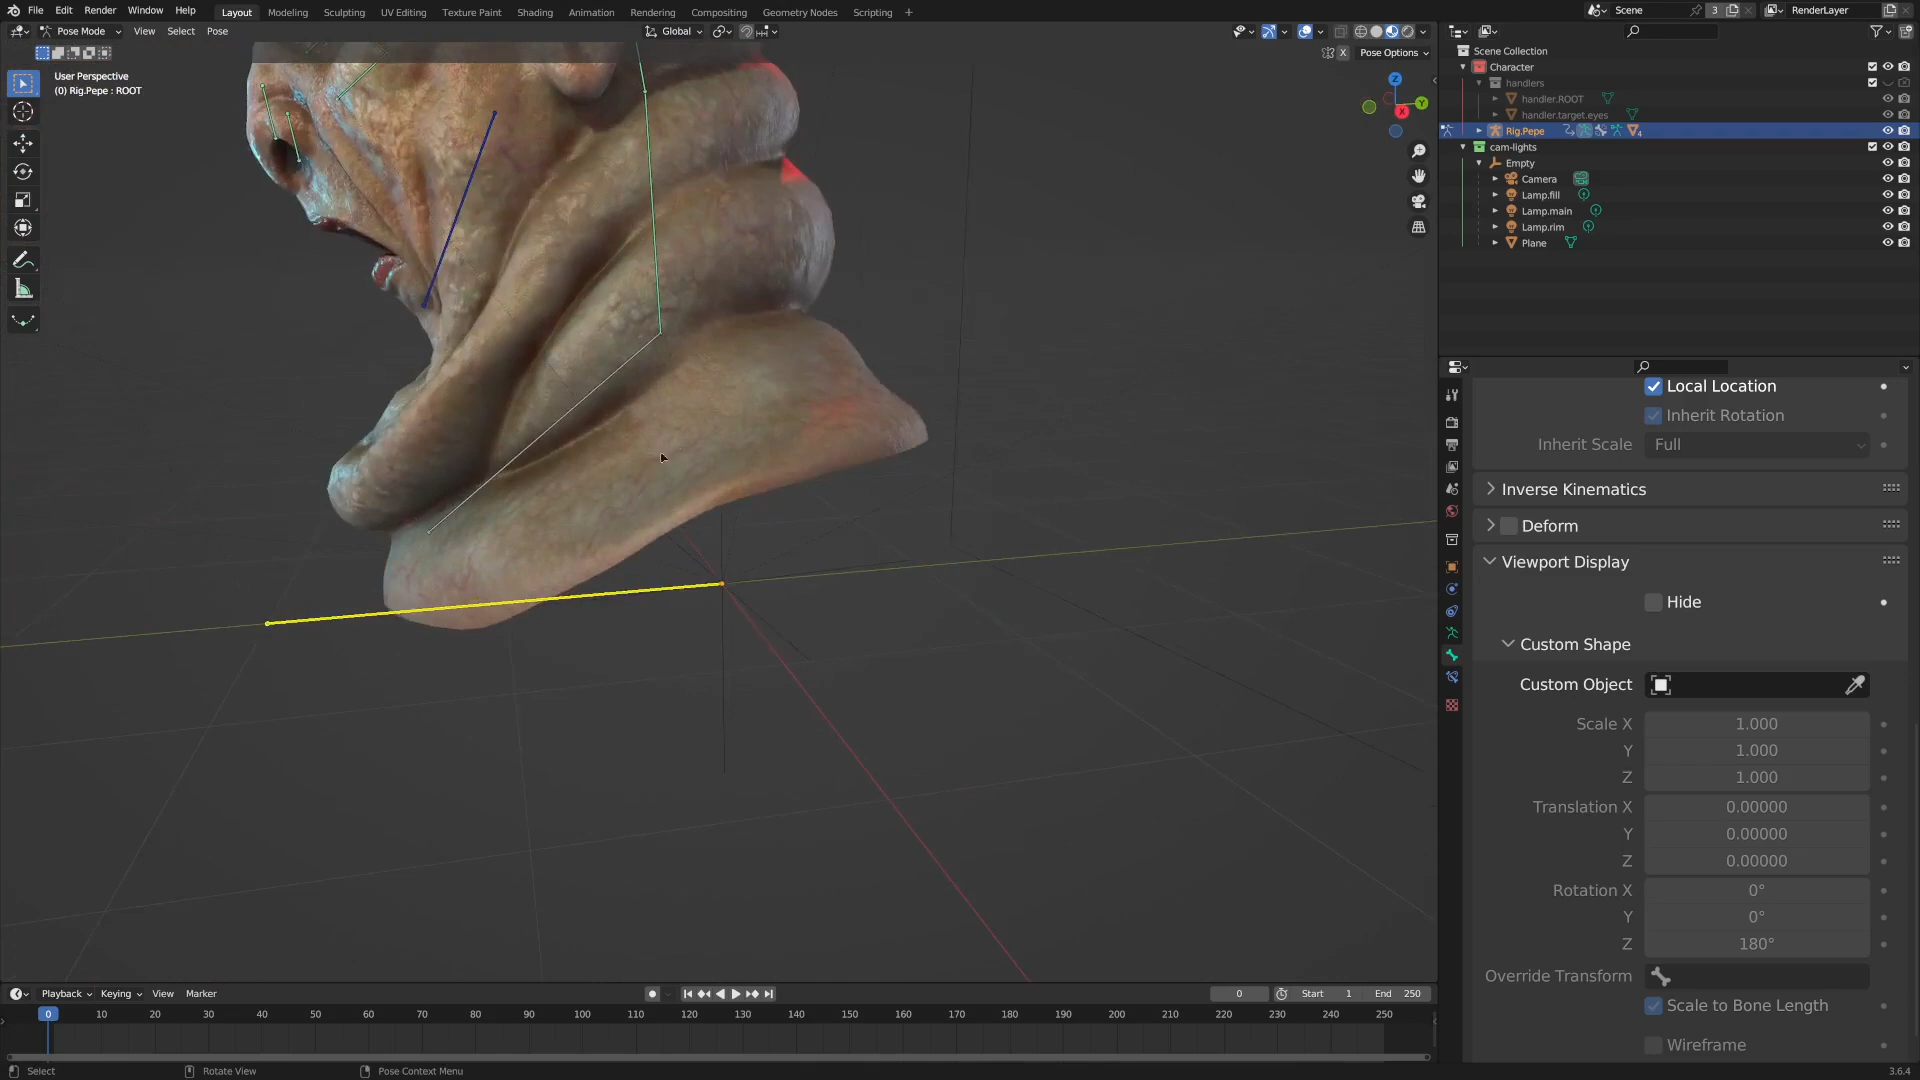 File Edit Render Window Help Layout Modeling Sculpting UV Editing Texture Paint Shading Animation Rendering Compositing Geometry Nodes Scripting + Scene 3 RenderLayer
Pose Mode View Select Pose Global
X Pose Options
User Perspective
(0) Rig.Pepe : ROOT
Z
Y
X
Scene Collection
Character
handlers
handler.ROOT
handler.target.eyes
Rig.Pepe 4
cam-lights
Empty
Camera
Lamp.fill
Lamp.main
Lamp.rim
Plane
Local Location
Inherit Rotation
Inherit Scale Full
Inverse Kinematics
Deform
Viewport Display
Hide
Custom Shape
Custom Object
Scale X 1.000
Y 1.000
Z 1.000
Translation X 0.00000
Y 0.00000
Z 0.00000
Rotation X 0°
Y 0°
Z 180°
Override Transform
Scale to Bone Length
Wireframe
Playback Keying View Marker 0 Start 1 End 250
0 10 20 30 40 50 60 70 80 90 100 110 120 130 140 150 160 170 180 190 200 210 220 230 240 250
Select Rotate View Pose Context Menu 3.6.4